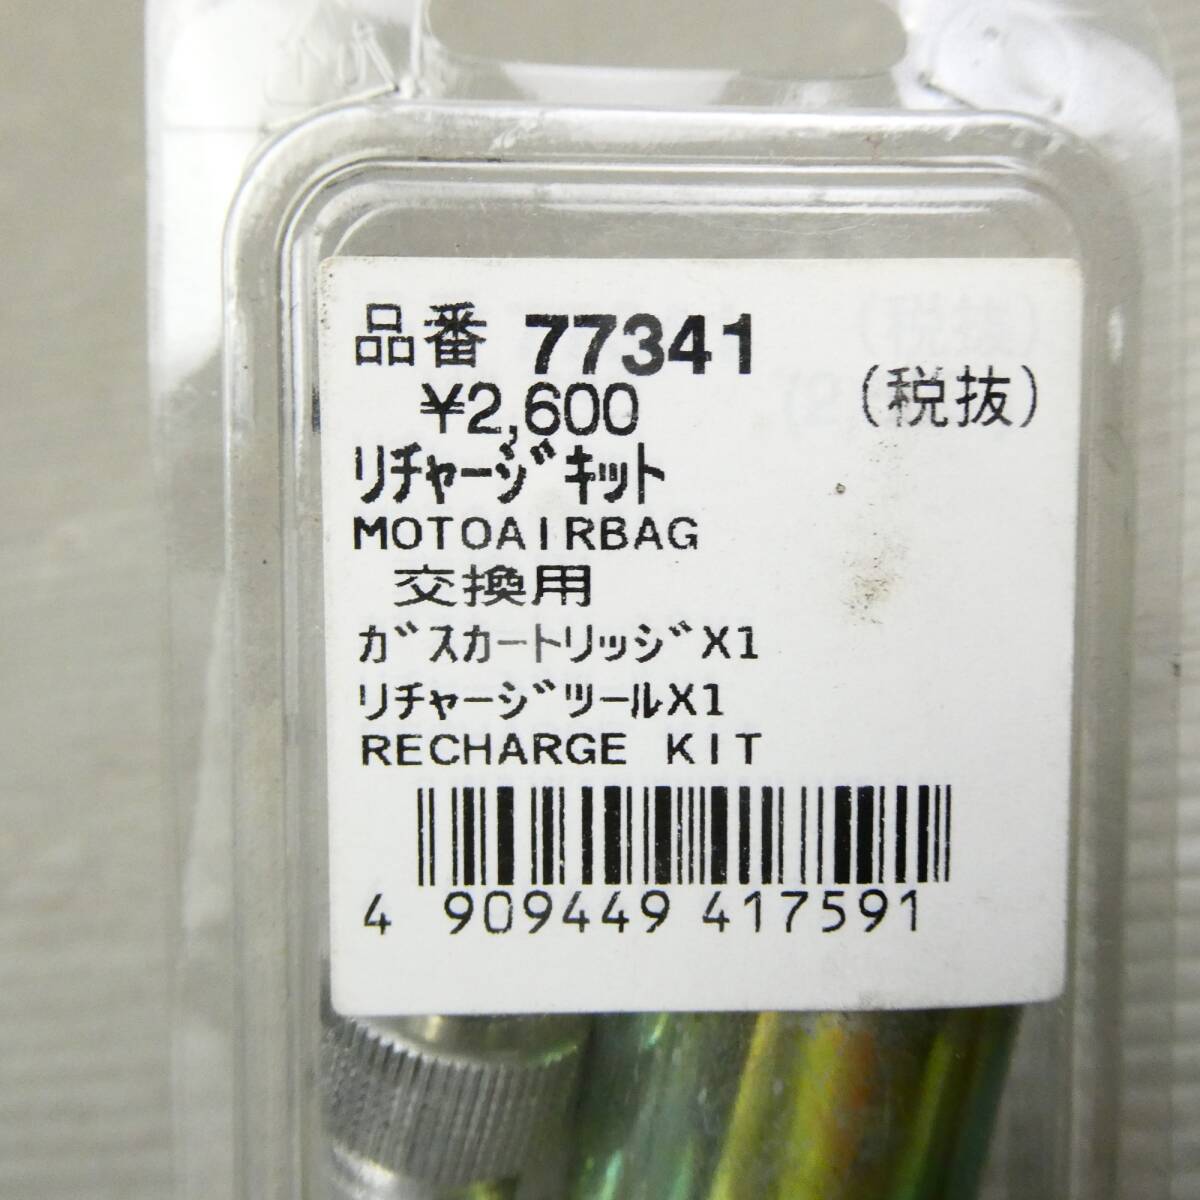 品番 77341
¥2,600 (税抜)
ﾘﾁｬｰｼﾞｷｯﾄ
MOTOAIRBAG
交換用
ｶﾞｽｶｰﾄﾘｯｼﾞX1
ﾘﾁｬｰｼﾞﾂｰﾙX1
RECHARGE KIT
4 909449 417591